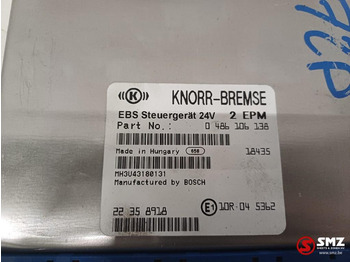 KNORR-BREMSE
EBS Steuergerät 24V 2 EPM
Part No.: 0 486 106 138
Made in Hungary 658 18435
MH3U43180131
Manufactured by BOSCH
22 35 8918 E1 10R-04 5362
SMZ